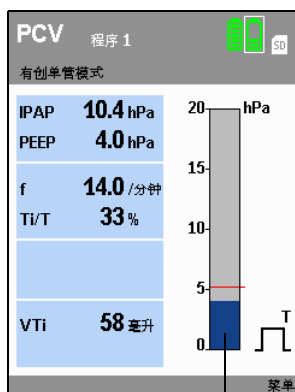 PCV 程序 1
SD
有创单管模式
IPAP 10.4 hPa
PEEP 4.0 hPa
f 14.0 /分钟
Ti/T 33 %
VTi 58 毫升
20 hPa
15
10
5
0
T
菜单